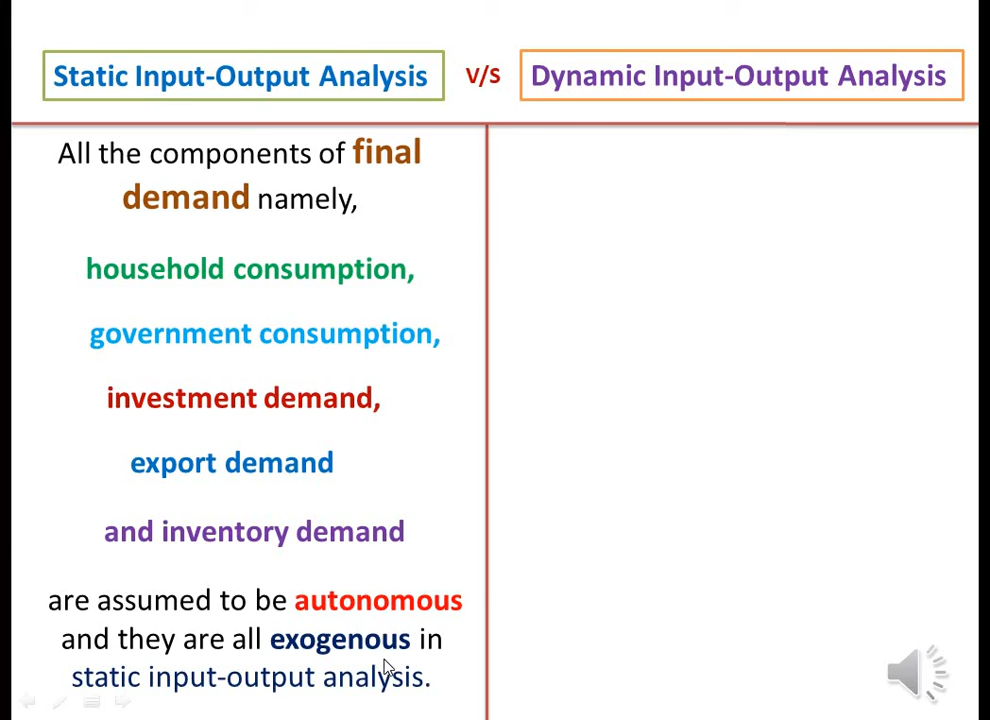 Static Input-Output Analysis V/S Dynamic Input-Output Analysis
All the components of final
demand namely,
household consumption,
government consumption,
investment demand,
export demand
and inventory demand
are assumed to be autonomous
and they are all exogenous in
static input-output analysis.